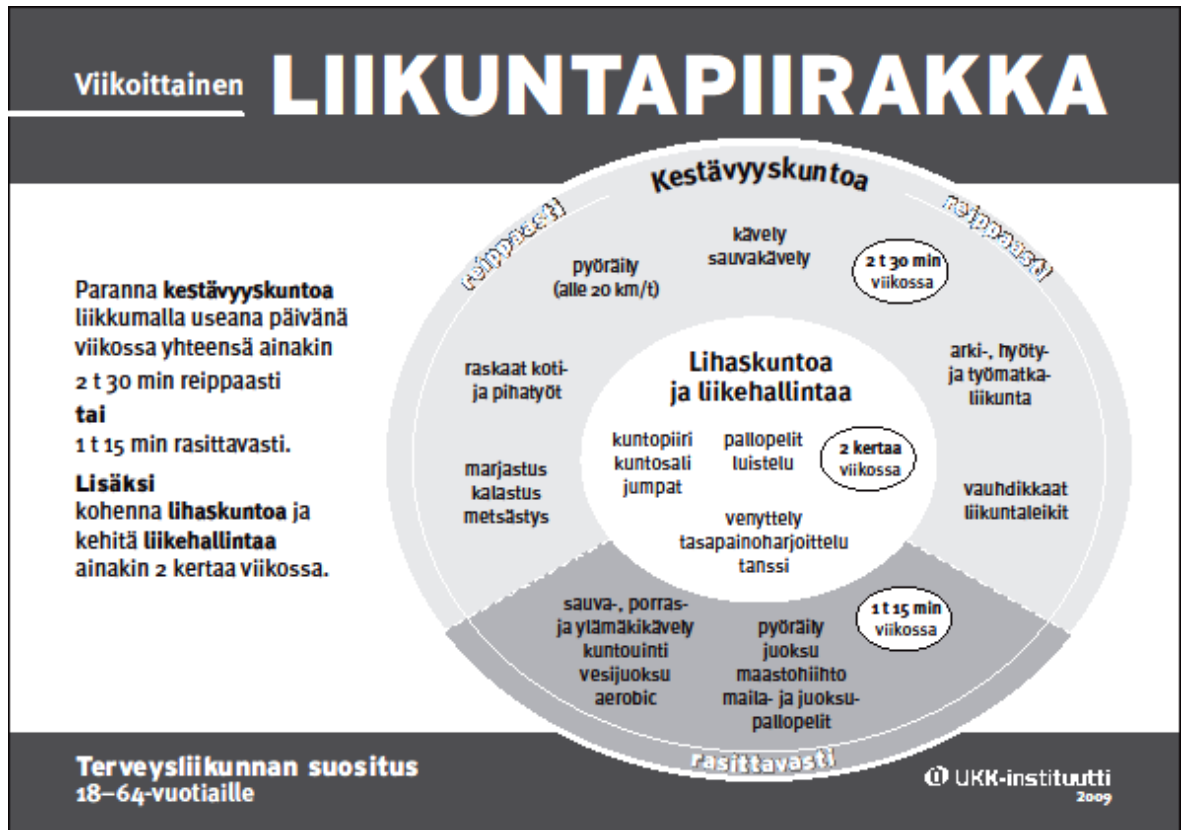 Viikoittainen LIIKUNTAPIIRAKKA
Paranna kestävyyskuntoa
liikkumalla useana päivänä
viikossa yhteensä ainakin
2 t 30 min reippaasti
tai
1 t 15 min rasittavasti.
Lisäksi
kohenna lihaskuntoa ja
kehitä liikehallintaa
ainakin 2 kertaa viikossa.
Kestävyyskuntoa
reippaasti
reippaasti
kävely
sauvakävely
pyöräily
(alle 20 km/t)
2 t 30 min
viikossa
raskaat koti-
ja pihatyöt
arki-, hyöty-
ja työmatka-
liikunta
marjastus
kalastus
metsästys
vauhdikkaat
liikuntaleikit
Lihaskuntoa
ja liikehallintaa
kuntopiiri
kuntosali
jumpat
pallopelit
luistelu
2 kertaa
viikossa
venyttely
tasapainoharjoittelu
tanssi
sauva-, porras-
ja ylämäkikävely
kuntouinti
vesijuoksu
aerobic
pyöräily
juoksu
maastohiihto
maila- ja juoksu-
pallopelit
1 t 15 min
viikossa
rasittavasti
Terveysliikunnan suositus
18–64-vuotiaille
UKK-instituutti
2009